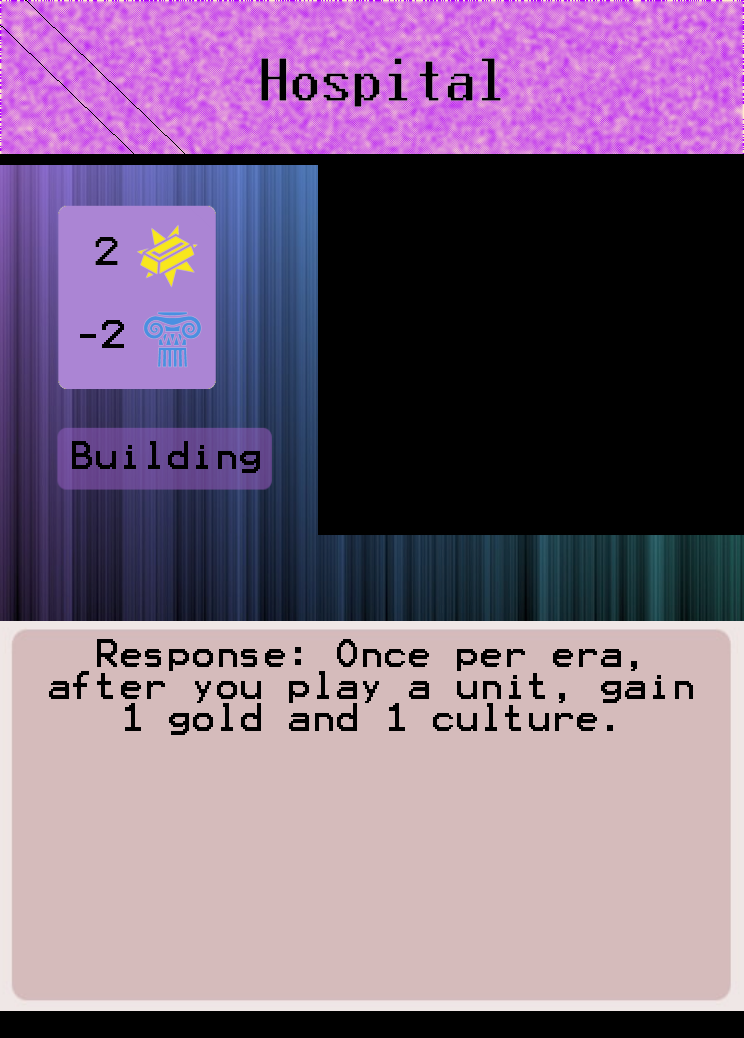 Hospital
2
-2
Building
Response: Once per era,
after you play a unit, gain
1 gold and 1 culture.